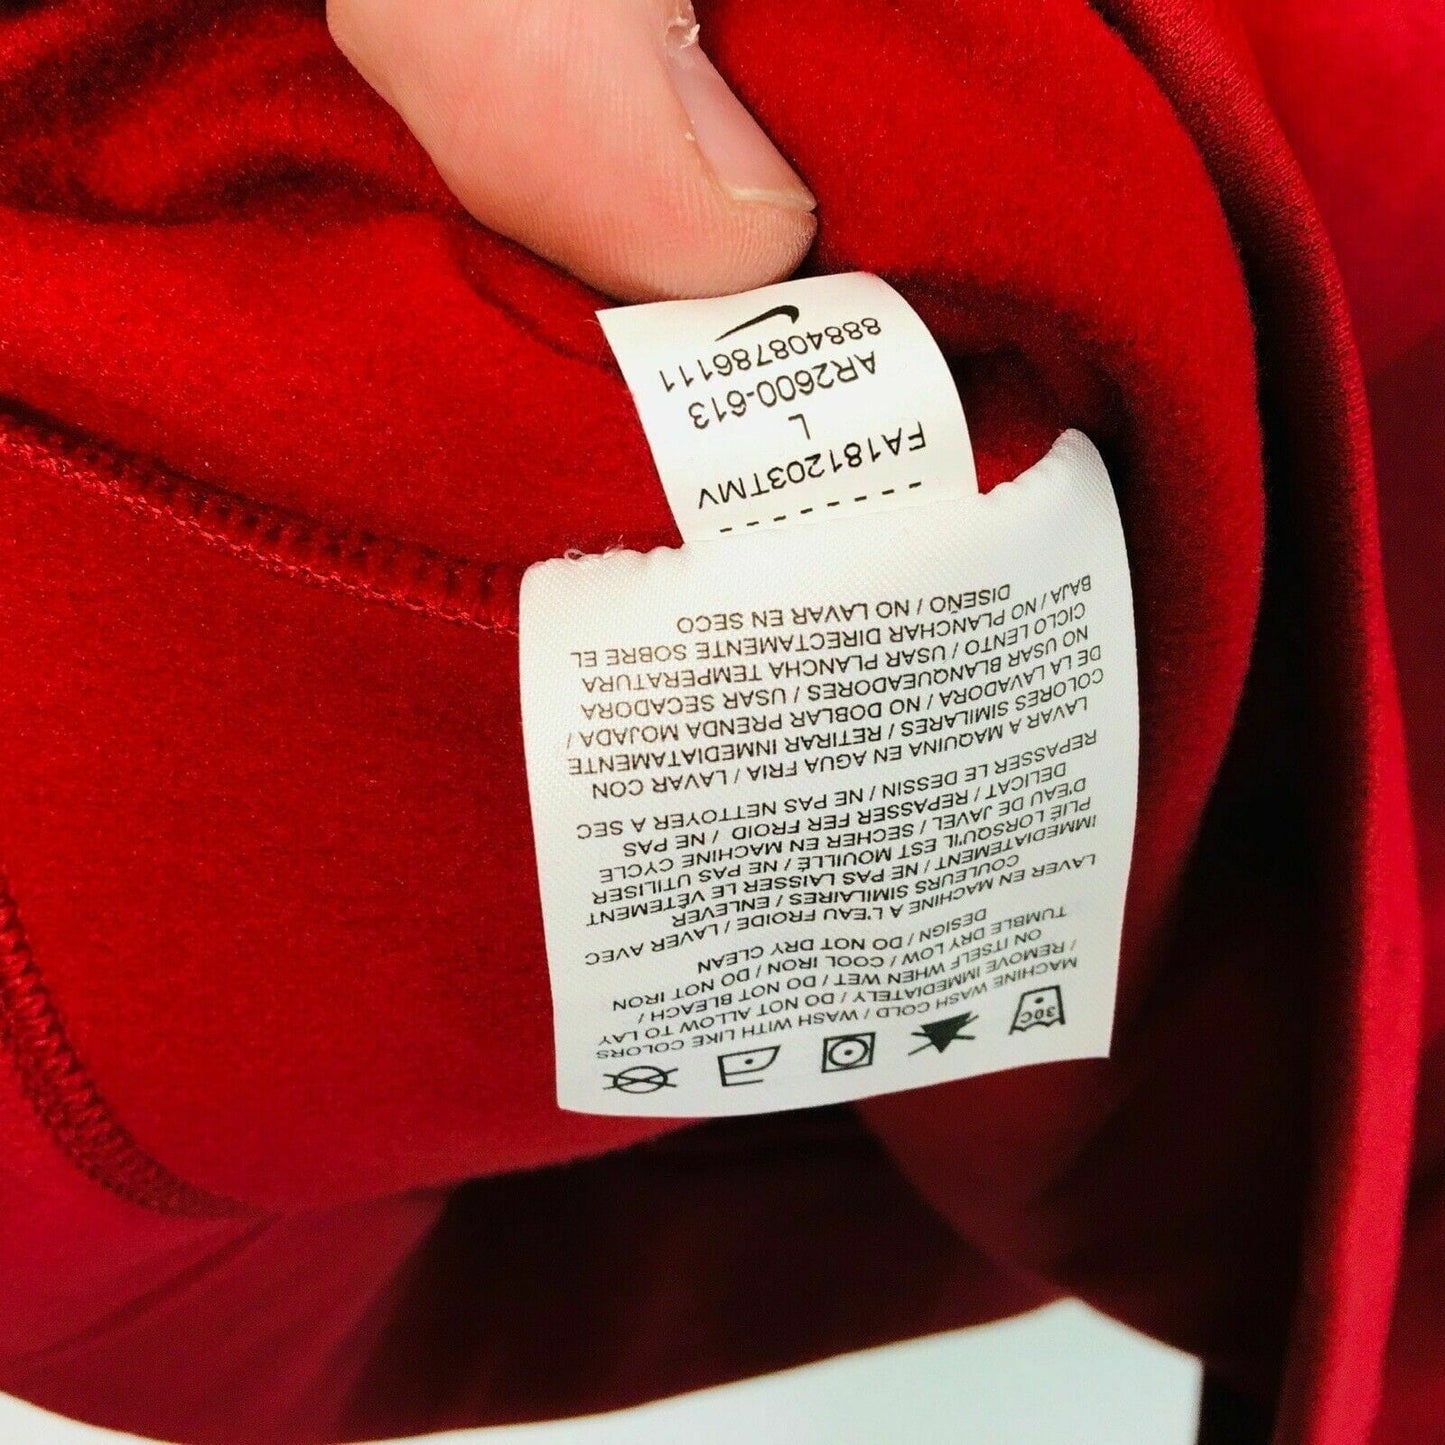 30C
MACHINE WASH COLD / WASH WITH LIKE COLORS
/ REMOVE IMMEDIATELY / DO NOT ALLOW TO LAY
ON ITSELF WHEN WET / DO NOT BLEACH /
TUMBLE DRY LOW / COOL IRON / DO NOT IRON
DESIGN / DO NOT DRY CLEAN
LAVER EN MACHINE A L'EAU FROIDE / LAVER AVEC
COULEURS SIMILAIRES / ENLEVER
IMMEDIATEMENT / NE PAS LAISSER LE VÊTEMENT
PLIÉ LORSQU'IL EST MOUILLÉ / NE PAS UTILISER
D'EAU DE JAVEL / SECHER EN MACHINE CYCLE
DELICAT / REPASSER FER FROID / NE PAS
REPASSER LE DESSIN / NE PAS NETTOYER A SEC
LAVAR A MAQUINA EN AGUA FRIA / LAVAR CON
COLORES SIMILARES / RETIRAR INMEDIATAMENTE
DE LA LAVADORA / NO DOBLAR PRENDA MOJADA /
NO USAR BLANQUEADORES / USAR SECADORA
CICLO LENTO / USAR PLANCHA TEMPERATURA
BAJA / NO PLANCHAR DIRECTAMENTE SOBRE EL
DISEÑO / NO LAVAR EN SECO
FA181203TMV
L
AR2600-613
888408786111